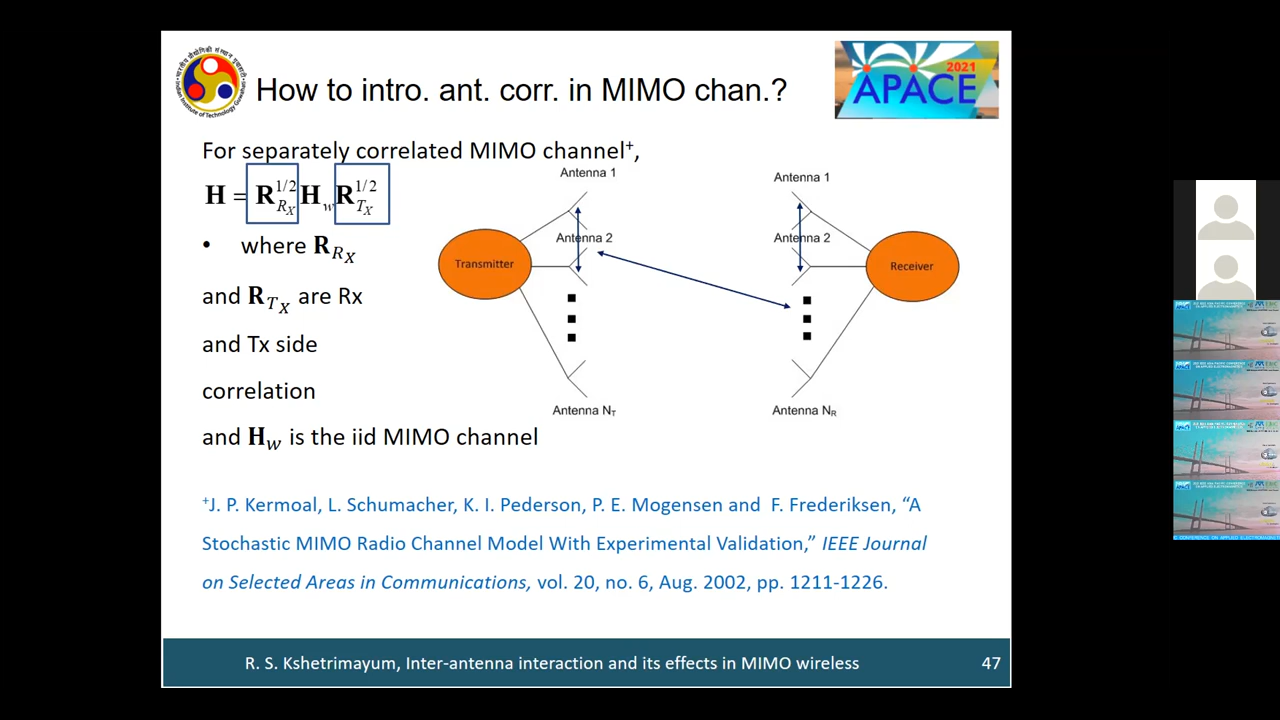 How to intro. ant. corr. in MIMO chan.?
2021
APACE
For separately correlated MIMO channel⁺,
H = R_{R_X}^{1/2} H_w R_{T_X}^{1/2}
• where R_{R_X}
and R_{T_X} are Rx
and Tx side
correlation
and H_w is the iid MIMO channel
Antenna 1
Antenna 2
Transmitter
Antenna N_T
Antenna 1
Antenna 2
Receiver
Antenna N_R
⁺J. P. Kermoal, L. Schumacher, K. I. Pederson, P. E. Mogensen and F. Frederiksen, “A
Stochastic MIMO Radio Channel Model With Experimental Validation,” IEEE Journal
on Selected Areas in Communications, vol. 20, no. 6, Aug. 2002, pp. 1211-1226.
R. S. Kshetrimayum, Inter-antenna interaction and its effects in MIMO wireless
47
APACE
APACE
APACE
APACE